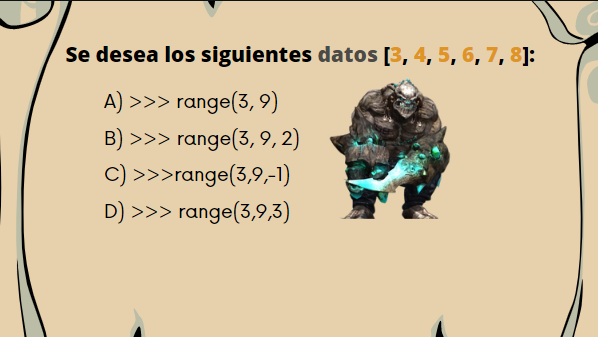 Se desea los siguientes datos [3, 4, 5, 6, 7, 8]:
A) >>> range(3, 9)
B) >>> range(3, 9, 2)
C) >>>range(3,9,-1)
D) >>> range(3,9,3)